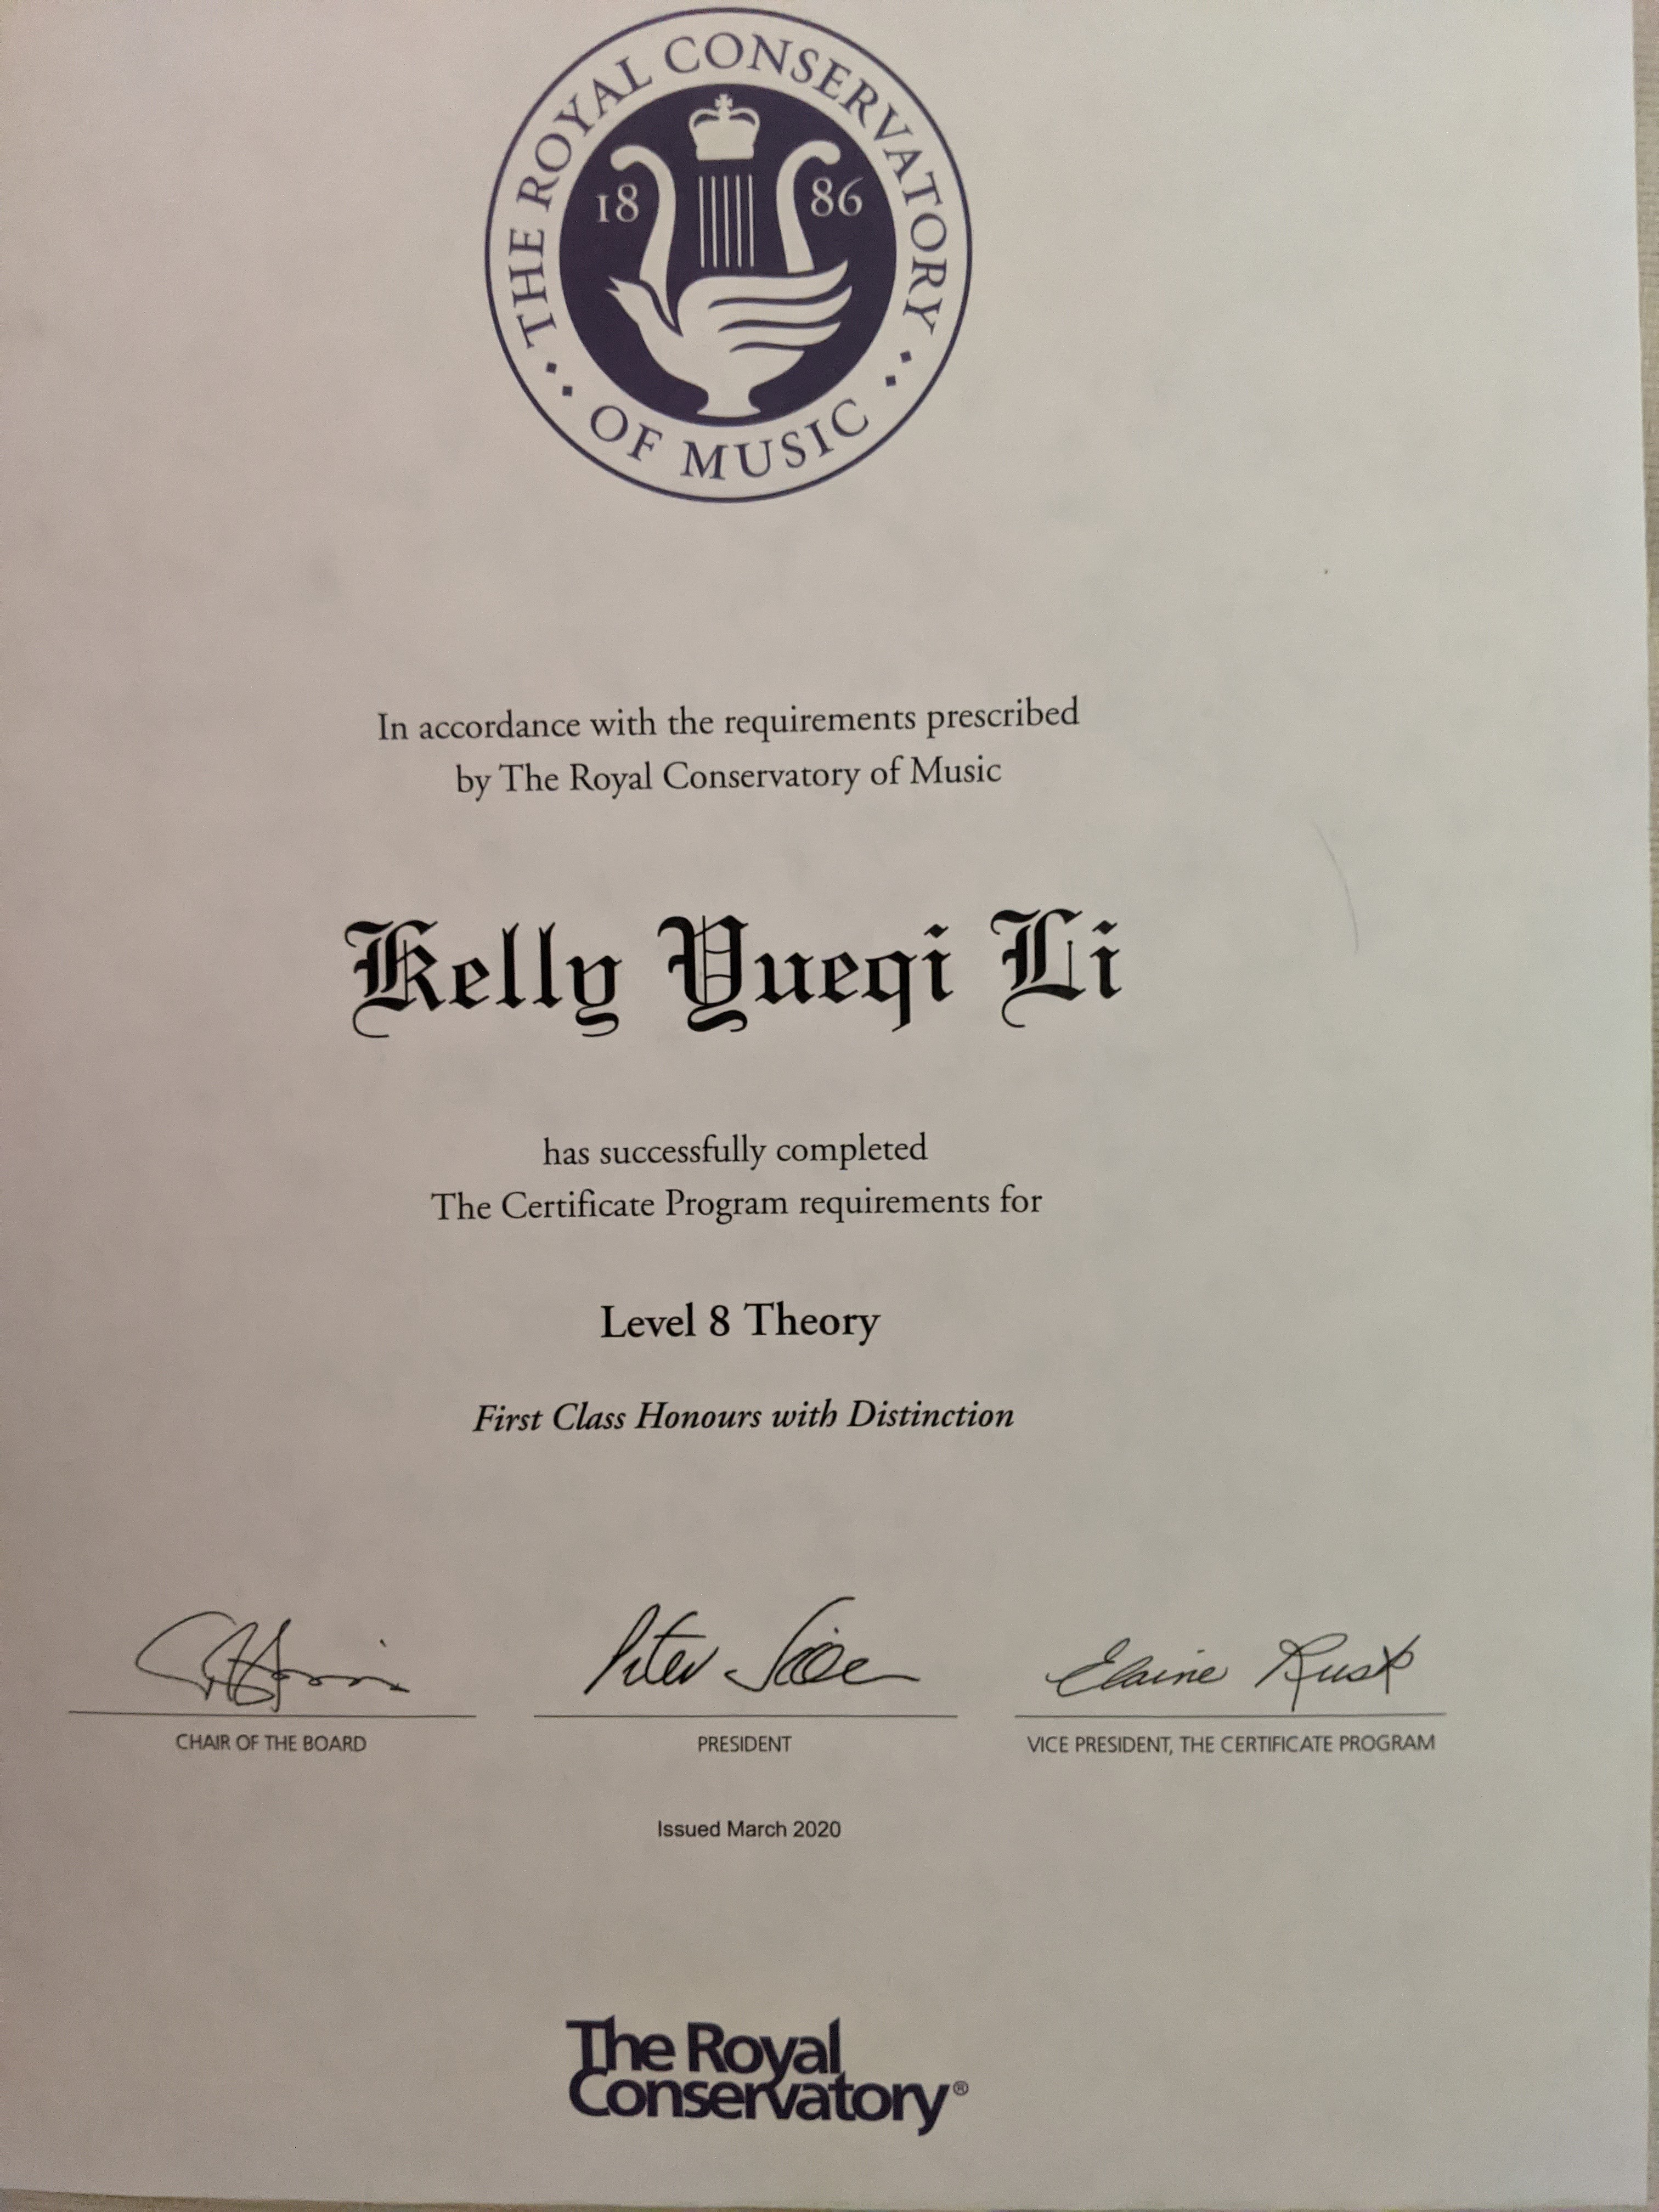 THE ROYAL CONSERVATORY
OF MUSIC
18 86
In accordance with the requirements prescribed
by The Royal Conservatory of Music
Kelly Yueqi Li
has successfully completed
The Certificate Program requirements for
Level 8 Theory
First Class Honours with Distinction
Peter Simon
Elaine Rusk
CHAIR OF THE BOARD
PRESIDENT
VICE PRESIDENT, THE CERTIFICATE PROGRAM
Issued March 2020
The Royal
Conservatory®